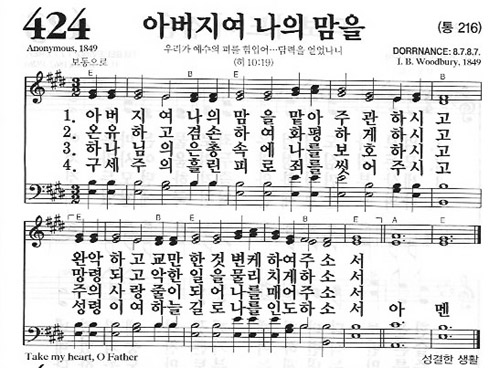 424 아버지여 나의 맘을 (통 216)
Anonymous, 1849 우리가 예수의 피를 힘입어…담력을 얻었나니 DORRNANCE: 8.7.8.7.
보통으로 (히 10:19) I. B. Woodbury, 1849
1. 아 버 지 여 나 의 맘 을 맡 아 주 관 하 시 고
2. 온 유 하 고 겸 손 하 여 화 평 하 게 하 시 고
3. 하 나 님 의 은 총 속 에 나 를 보 호 하 시 고
4. 구 세 주 의 흘 린 피 로 죄 를 씻 어 주 시 고
완 악 하 고 교 만 한 것 변 케 하 여 주 소 서
망 령 되 고 악 한 일 을 물 리 치 게 하 소 서
주 의 사 랑 줄 로 나 를 매 어 주 소 서
성 령 이 여 하 늘 길 로 나 를 인 도 하 소 서 아 멘
Take my heart, O Father 성결한 생활